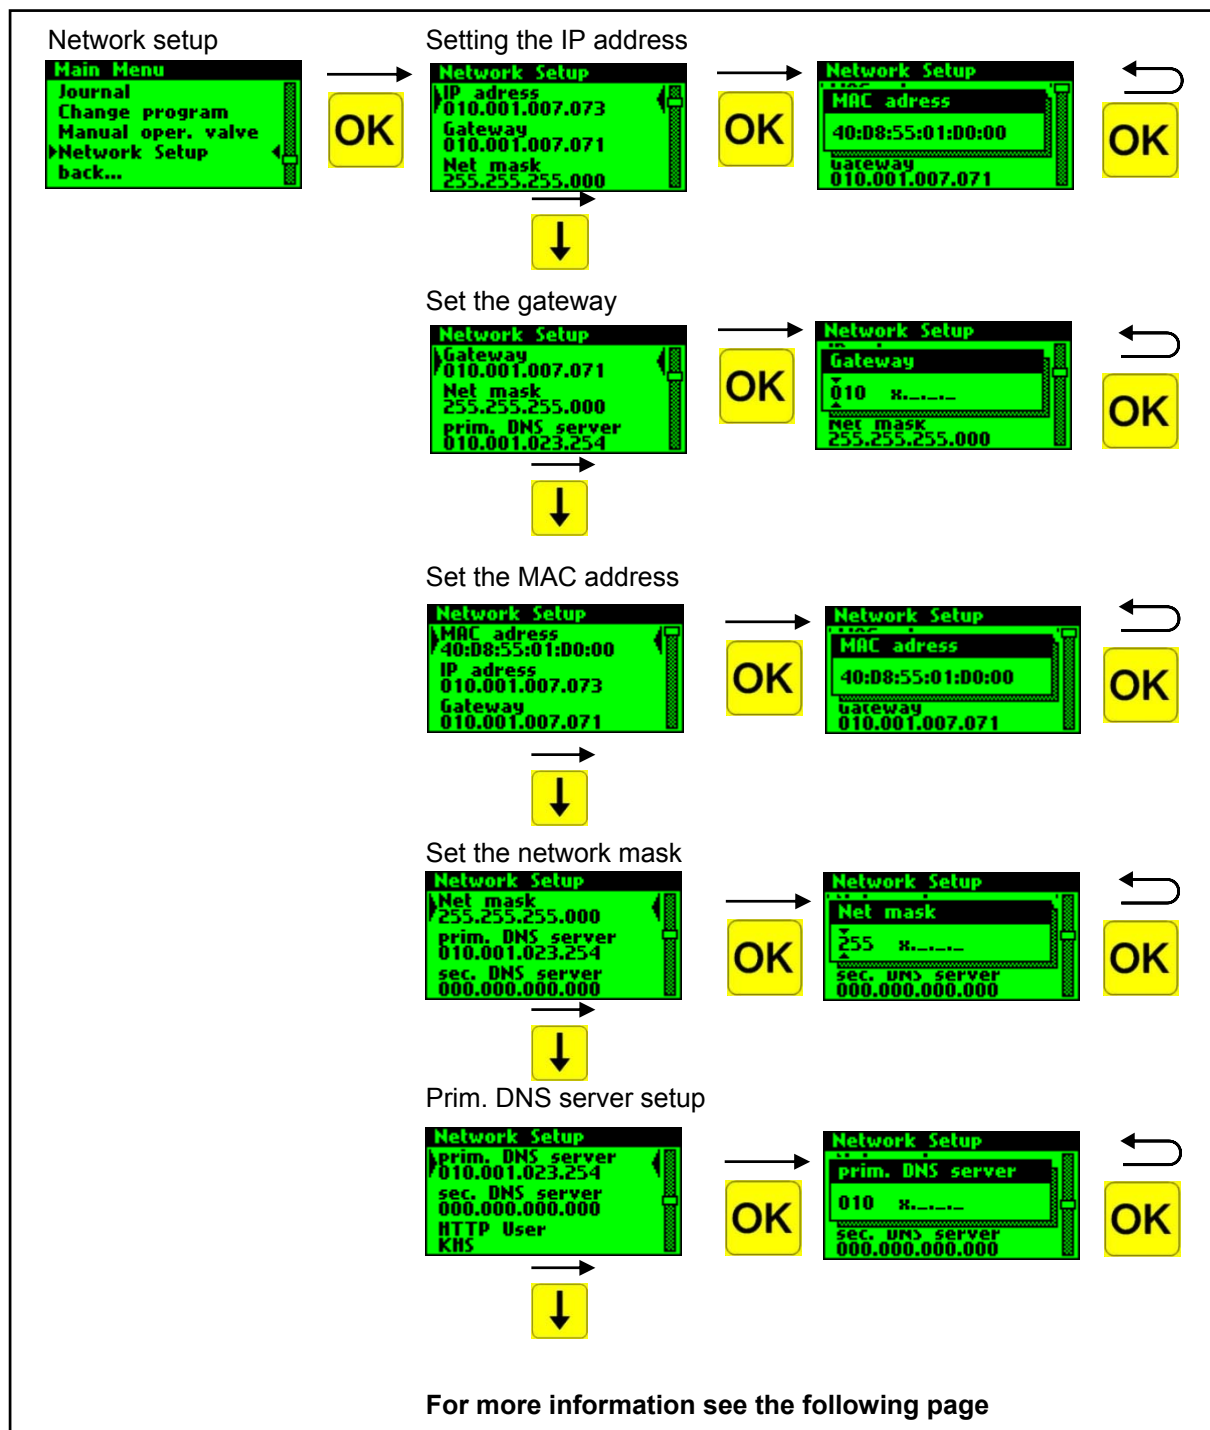 Network setup
Main Menu
Journal
Change program
Manual oper. valve
Network Setup
back...
OK
Setting the IP address
Network Setup
IP adress
010.001.007.073
Gateway
010.001.007.071
Net mask
255.255.255.000
OK
Network Setup
MAC adress
40:D8:55:01:D0:00
Gateway
010.001.007.071
OK
Set the gateway
Network Setup
Gateway
010.001.007.071
Net mask
255.255.255.000
prim. DNS server
010.001.023.254
OK
Network Setup
Gateway
010 x._._._
Net mask
255.255.255.000
OK
Set the MAC address
Network Setup
MAC adress
40:D8:55:01:D0:00
IP adress
010.001.007.073
Gateway
010.001.007.071
OK
Network Setup
MAC adress
40:D8:55:01:D0:00
Gateway
010.001.007.071
OK
Set the network mask
Network Setup
Net mask
255.255.255.000
prim. DNS server
010.001.023.254
sec. DNS server
000.000.000.000
OK
Network Setup
Net mask
255 x._._._
sec. DNS server
000.000.000.000
OK
Prim. DNS server setup
Network Setup
prim. DNS server
010.001.023.254
sec. DNS server
000.000.000.000
HTTP User
KHS
OK
Network Setup
prim. DNS server
010 x._._._
sec. DNS server
000.000.000.000
OK
For more information see the following page